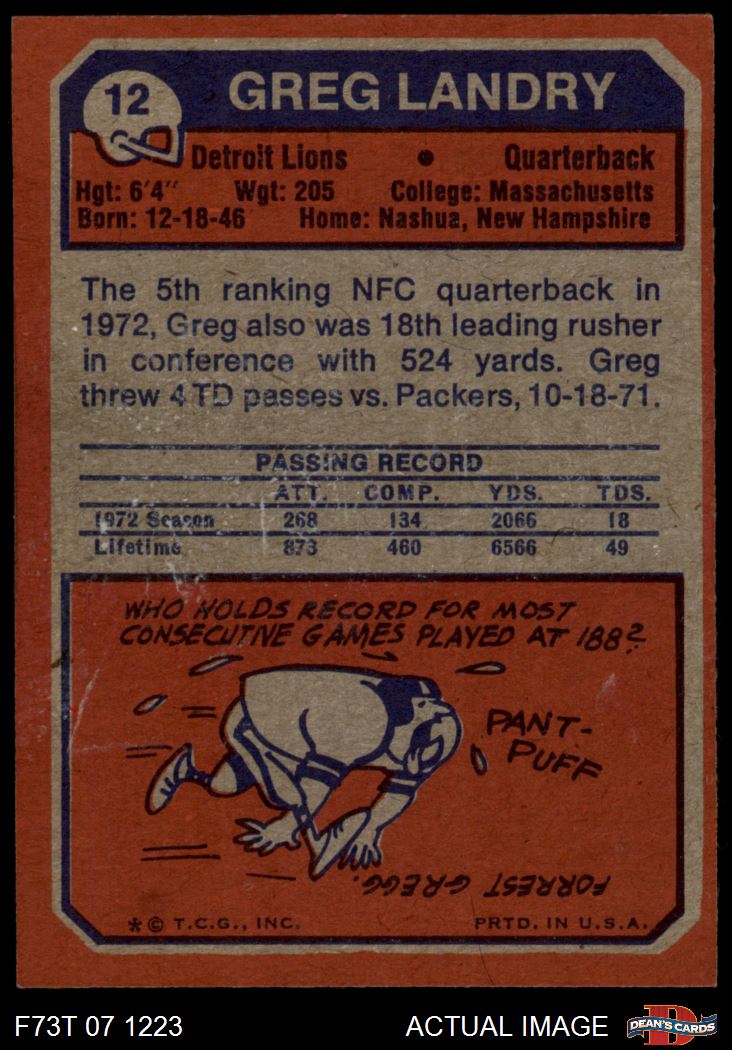 12
GREG LANDRY
Detroit Lions • Quarterback
Hgt: 6'4" Wgt: 205 College: Massachusetts
Born: 12-18-46 Home: Nashua, New Hampshire
The 5th ranking NFC quarterback in
1972, Greg also was 18th leading rusher
in conference with 524 yards. Greg
threw 4 TD passes vs. Packers, 10-18-71.
PASSING RECORD
ATT. COMP. YDS. TDS.
1972 Season 268 134 2066 18
Lifetime 873 460 6566 49
WHO HOLDS RECORD FOR MOST
CONSECUTIVE GAMES PLAYED AT 188?
PANT-
PUFF
FORREST GREGG.
* © T.C.G., INC. PRTD. IN U.S.A.
F73T 07 1223 ACTUAL IMAGE DEAN'S CARDS